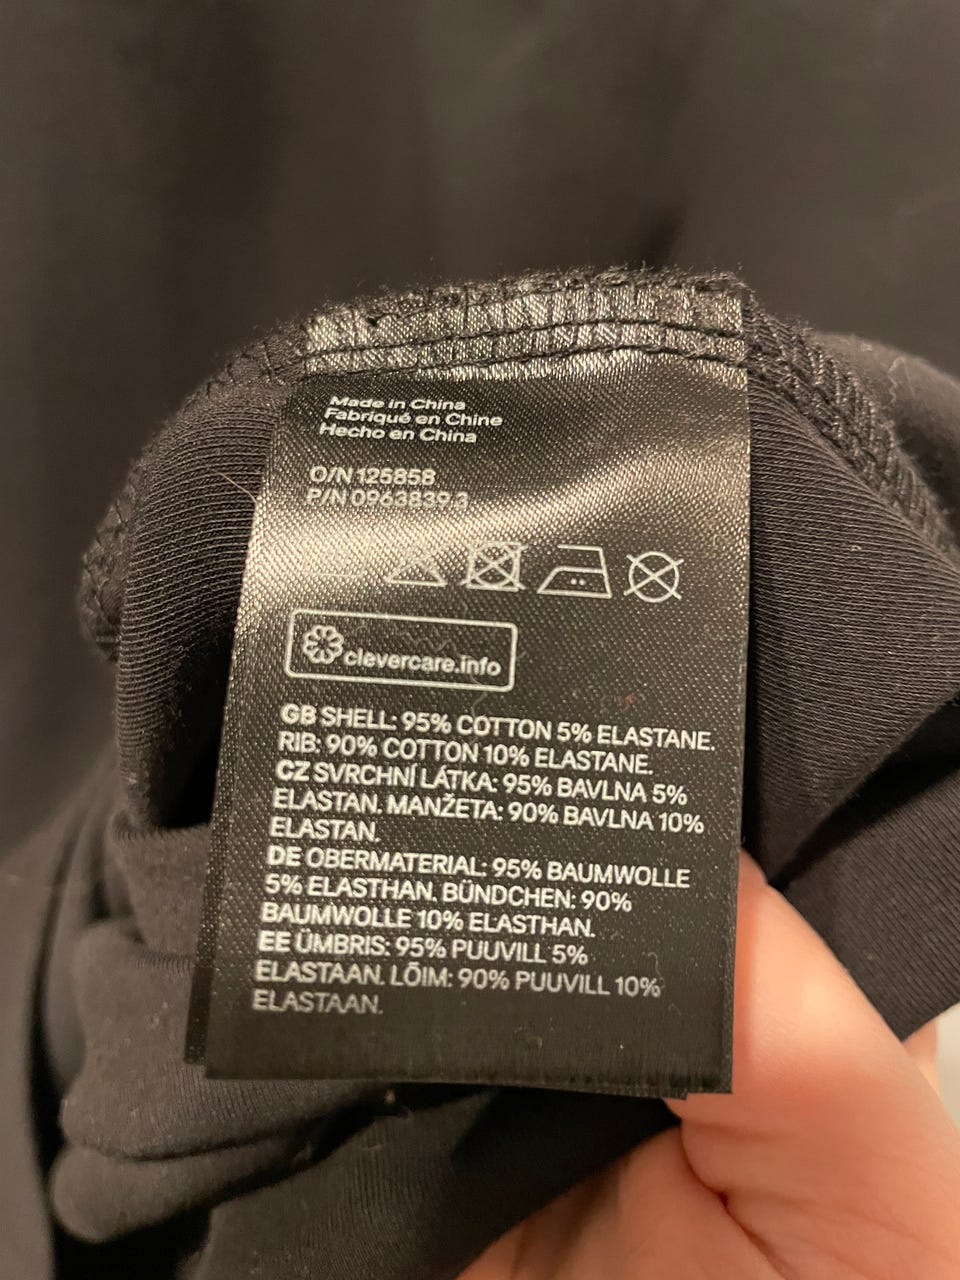 Made in China
Fabriqué en Chine
Hecho en China
O/N 125858
P/N 0963839.3
clevercare.info
GB SHELL: 95% COTTON 5% ELASTANE.
RIB: 90% COTTON 10% ELASTANE.
CZ SVRCHNÍ LÁTKA: 95% BAVLNA 5%
ELASTAN. MANŽETA: 90% BAVLNA 10%
ELASTAN.
DE OBERMATERIAL: 95% BAUMWOLLE
5% ELASTHAN. BÜNDCHEN: 90%
BAUMWOLLE 10% ELASTHAN.
EE ÜMBRIS: 95% PUUVILL 5%
ELASTAAN. LÕIM: 90% PUUVILL 10%
ELASTAAN.